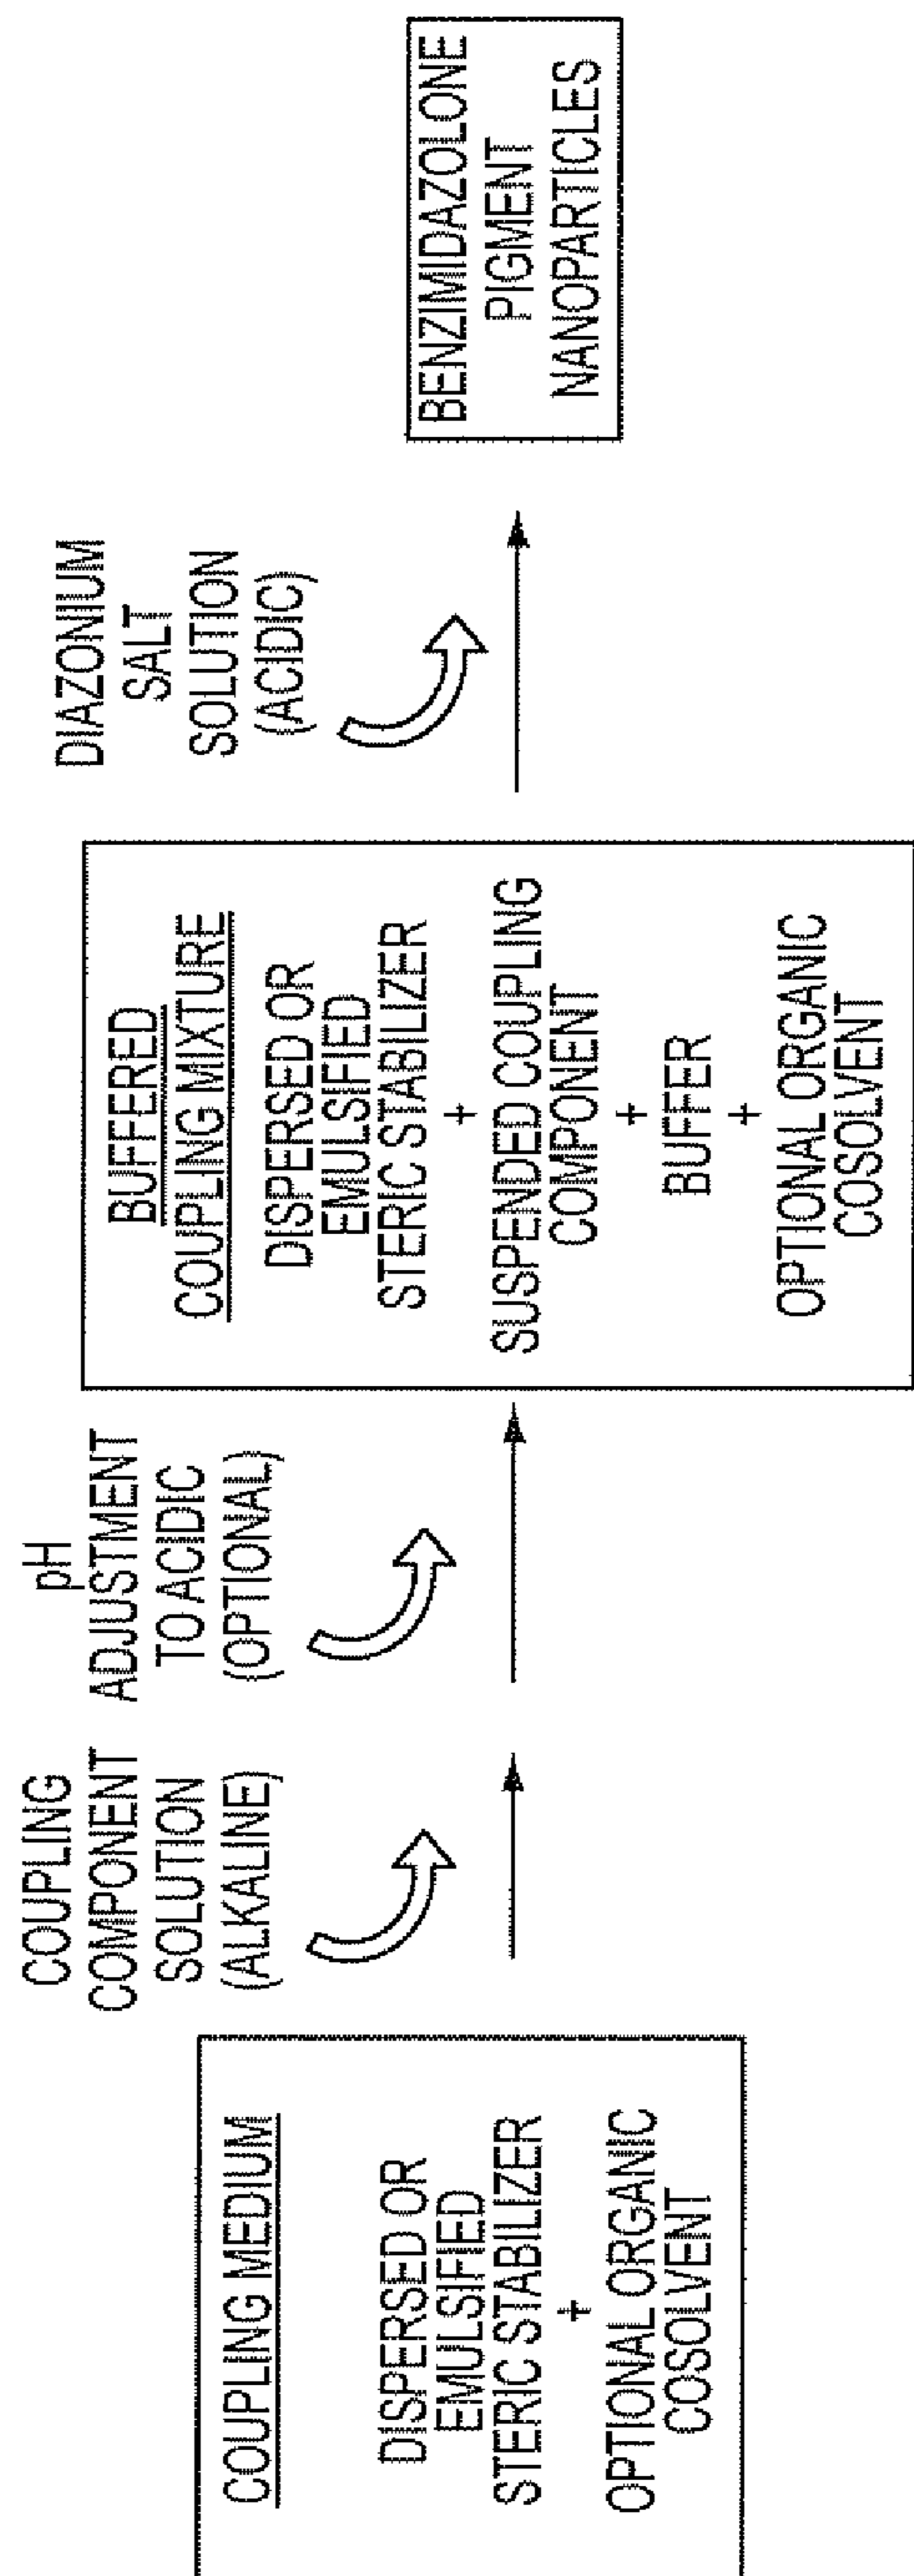 COUPLING MEDIUM
DISPERSED OR
EMULSIFIED
STERIC STABILIZER
+
OPTIONAL ORGANIC
COSOLVENT
COUPLING
COMPONENT
SOLUTION
(ALKALINE)
pH
ADJUSTMENT
TO ACIDIC
(OPTIONAL)
BUFFERED
COUPLING MIXTURE
DISPERSED OR
EMULSIFIED
STERIC STABILIZER
+
SUSPENDED COUPLING
COMPONENT
+
BUFFER
+
OPTIONAL ORGANIC
COSOLVENT
DIAZONIUM
SALT
SOLUTION
(ACIDIC)
BENZIMIDAZOLONE
PIGMENT
NANOPARTICLES